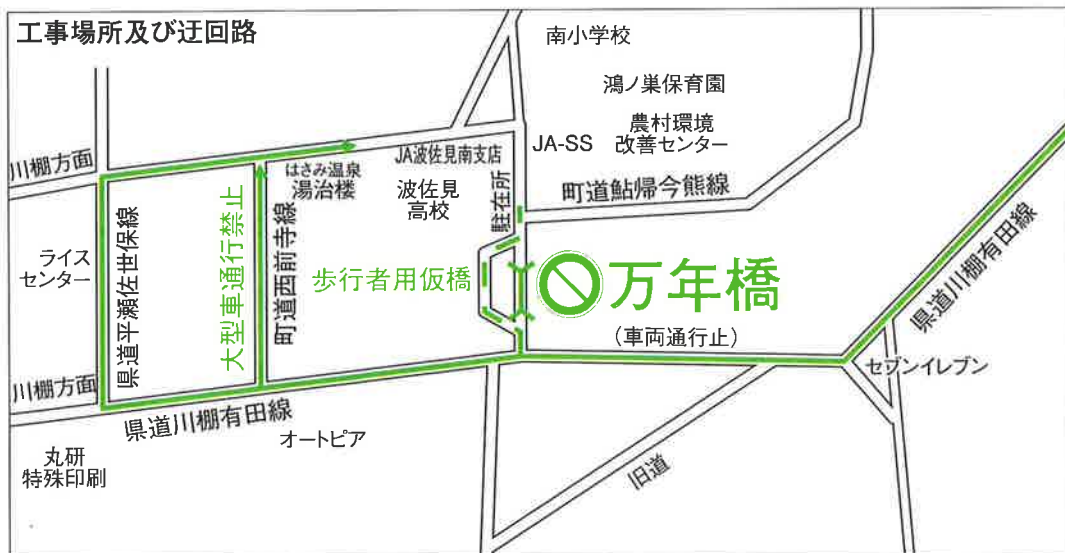 工事場所及び迂回路
南小学校
鴻ノ巣保育園
農村環境
改善センター
JA-SS
川棚方面
JA波佐見南支店
はさみ温泉
湯治楼
波佐見
高校
駐在所
町道鮎帰今熊線
ライス
センター
県道平瀬佐世保線
大型車通行禁止
町道西前寺線
歩行者用仮橋
万年橋
(車両通行止)
県道川棚有田線
セブンイレブン
川棚方面
県道川棚有田線
オートピア
丸研
特殊印刷
旧道